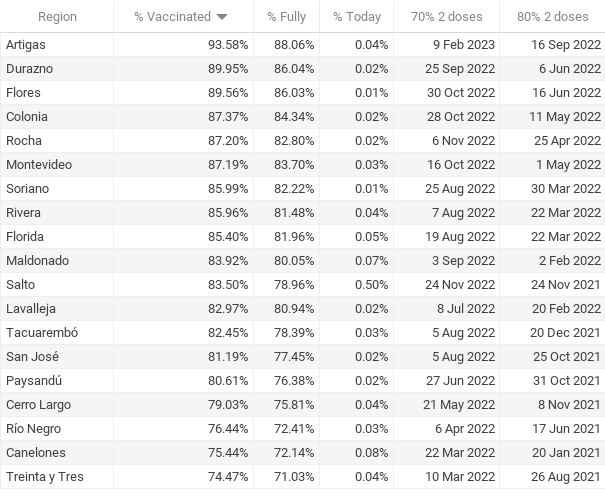 Region % Vaccinated % Fully % Today 70% 2 doses 80% 2 doses
Artigas 93.58% 88.06% 0.04% 9 Feb 2023 16 Sep 2022
Durazno 89.95% 86.04% 0.02% 25 Sep 2022 6 Jun 2022
Flores 89.56% 86.03% 0.01% 30 Oct 2022 16 Jun 2022
Colonia 87.37% 84.34% 0.02% 28 Oct 2022 11 May 2022
Rocha 87.20% 82.80% 0.02% 6 Nov 2022 25 Apr 2022
Montevideo 87.19% 83.70% 0.03% 16 Oct 2022 1 May 2022
Soriano 85.99% 82.22% 0.01% 25 Aug 2022 30 Mar 2022
Rivera 85.96% 81.48% 0.04% 7 Aug 2022 22 Mar 2022
Florida 85.40% 81.96% 0.05% 19 Aug 2022 22 Mar 2022
Maldonado 83.92% 80.05% 0.07% 3 Sep 2022 2 Feb 2022
Salto 83.50% 78.96% 0.50% 24 Nov 2022 24 Nov 2021
Lavalleja 82.97% 80.94% 0.02% 8 Jul 2022 20 Feb 2022
Tacuarembó 82.45% 78.39% 0.03% 5 Aug 2022 20 Dec 2021
San José 81.19% 77.45% 0.02% 5 Aug 2022 25 Oct 2021
Paysandú 80.61% 76.38% 0.02% 27 Jun 2022 31 Oct 2021
Cerro Largo 79.03% 75.81% 0.04% 21 May 2022 8 Nov 2021
Río Negro 76.44% 72.41% 0.03% 6 Apr 2022 17 Jun 2021
Canelones 75.44% 72.14% 0.08% 22 Mar 2022 20 Jan 2021
Treinta y Tres 74.47% 71.03% 0.04% 10 Mar 2022 26 Aug 2021